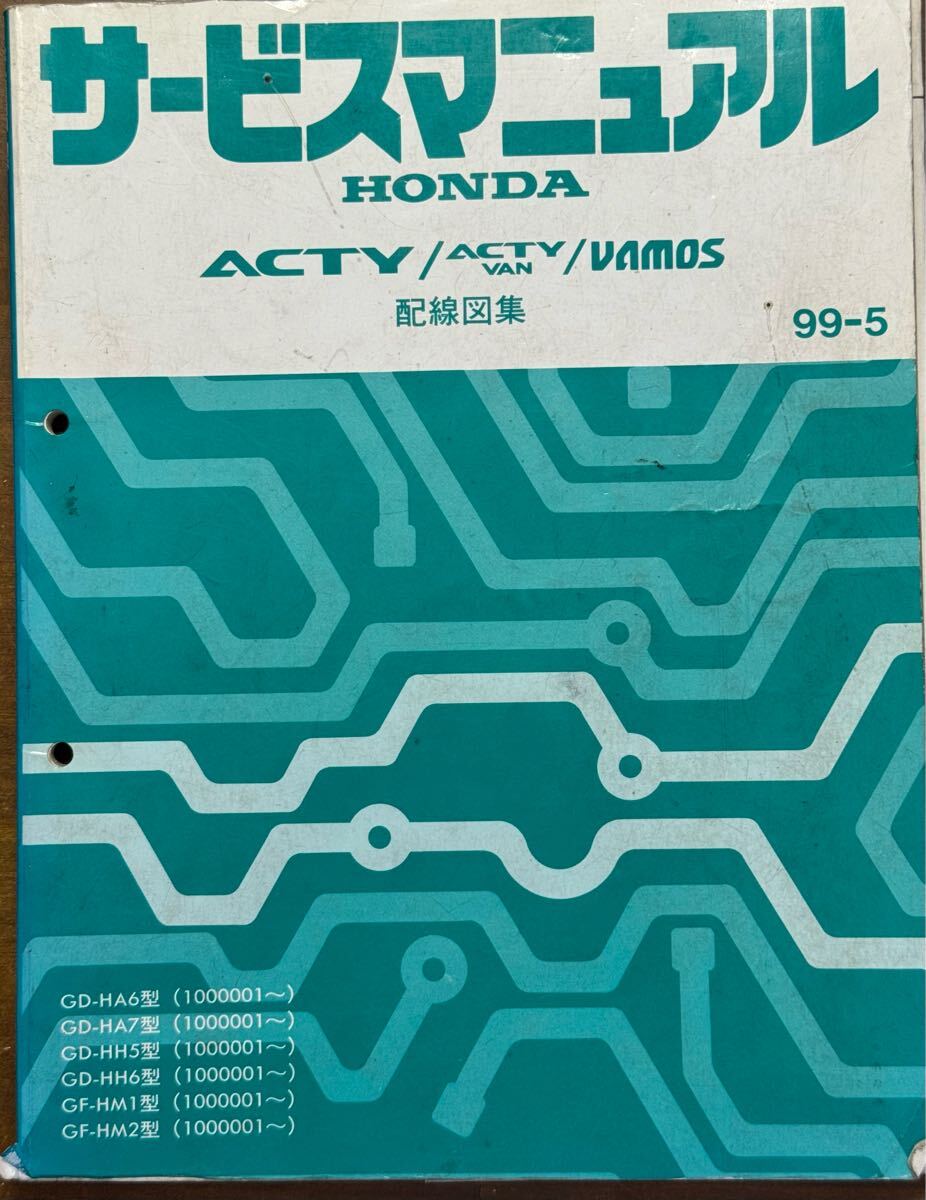 サービスマニュアル
HONDA
ACTY/ACTY VAN/VAMOS
配線図集
99-5
GD-HA6型（1000001～）
GD-HA7型（1000001～）
GD-HH5型（1000001～）
GD-HH6型（1000001～）
GF-HM1型（1000001～）
GF-HM2型（1000001～）